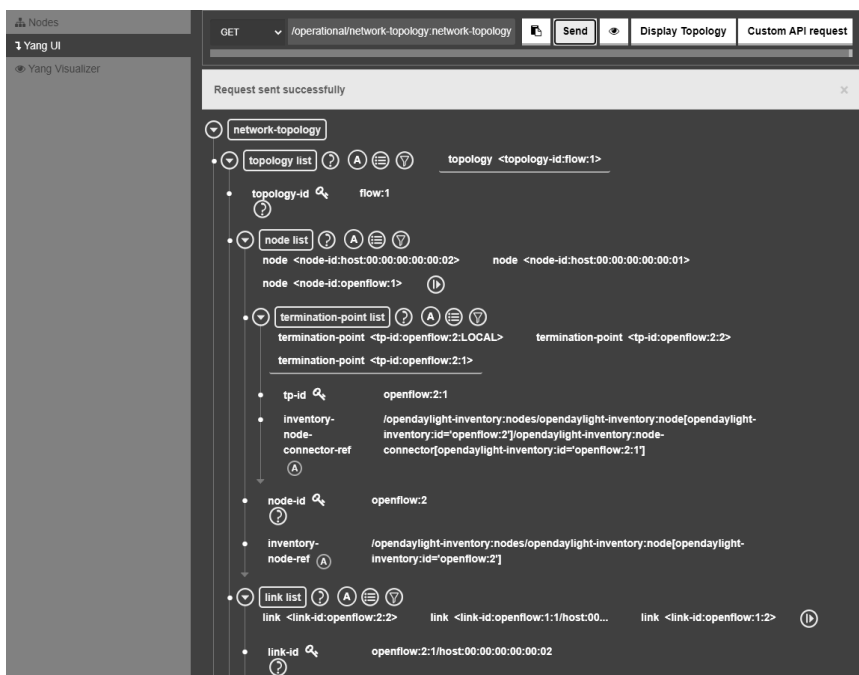 Nodes
Yang UI
Yang Visualizer
GET /operational/network-topology:network-topology Send Display Topology Custom API request
Request sent successfully ×
network-topology
topology list ? A topology <topology-id:flow:1>
topology-id flow:1
?
node list ? A
node <node-id:host:00:00:00:00:00:02> node <node-id:host:00:00:00:00:00:01>
node <node-id:openflow:1>
termination-point list ? A
termination-point <tp-id:openflow:2:LOCAL> termination-point <tp-id:openflow:2:2>
termination-point <tp-id:openflow:2:1>
tp-id openflow:2:1
inventory- /opendaylight-inventory:nodes/opendaylight-inventory:node[opendaylight-
node- inventory:id='openflow:2']/opendaylight-inventory:node-
connector-ref connector[opendaylight-inventory:id='openflow:2:1']
A
node-id openflow:2
?
inventory- /opendaylight-inventory:nodes/opendaylight-inventory:node[opendaylight-
node-ref A inventory:id='openflow:2']
link list ? A
link <link-id:openflow:2:2> link <link-id:openflow:1:1/host:00... link <link-id:openflow:1:2>
link-id openflow:2:1/host:00:00:00:00:00:02
?